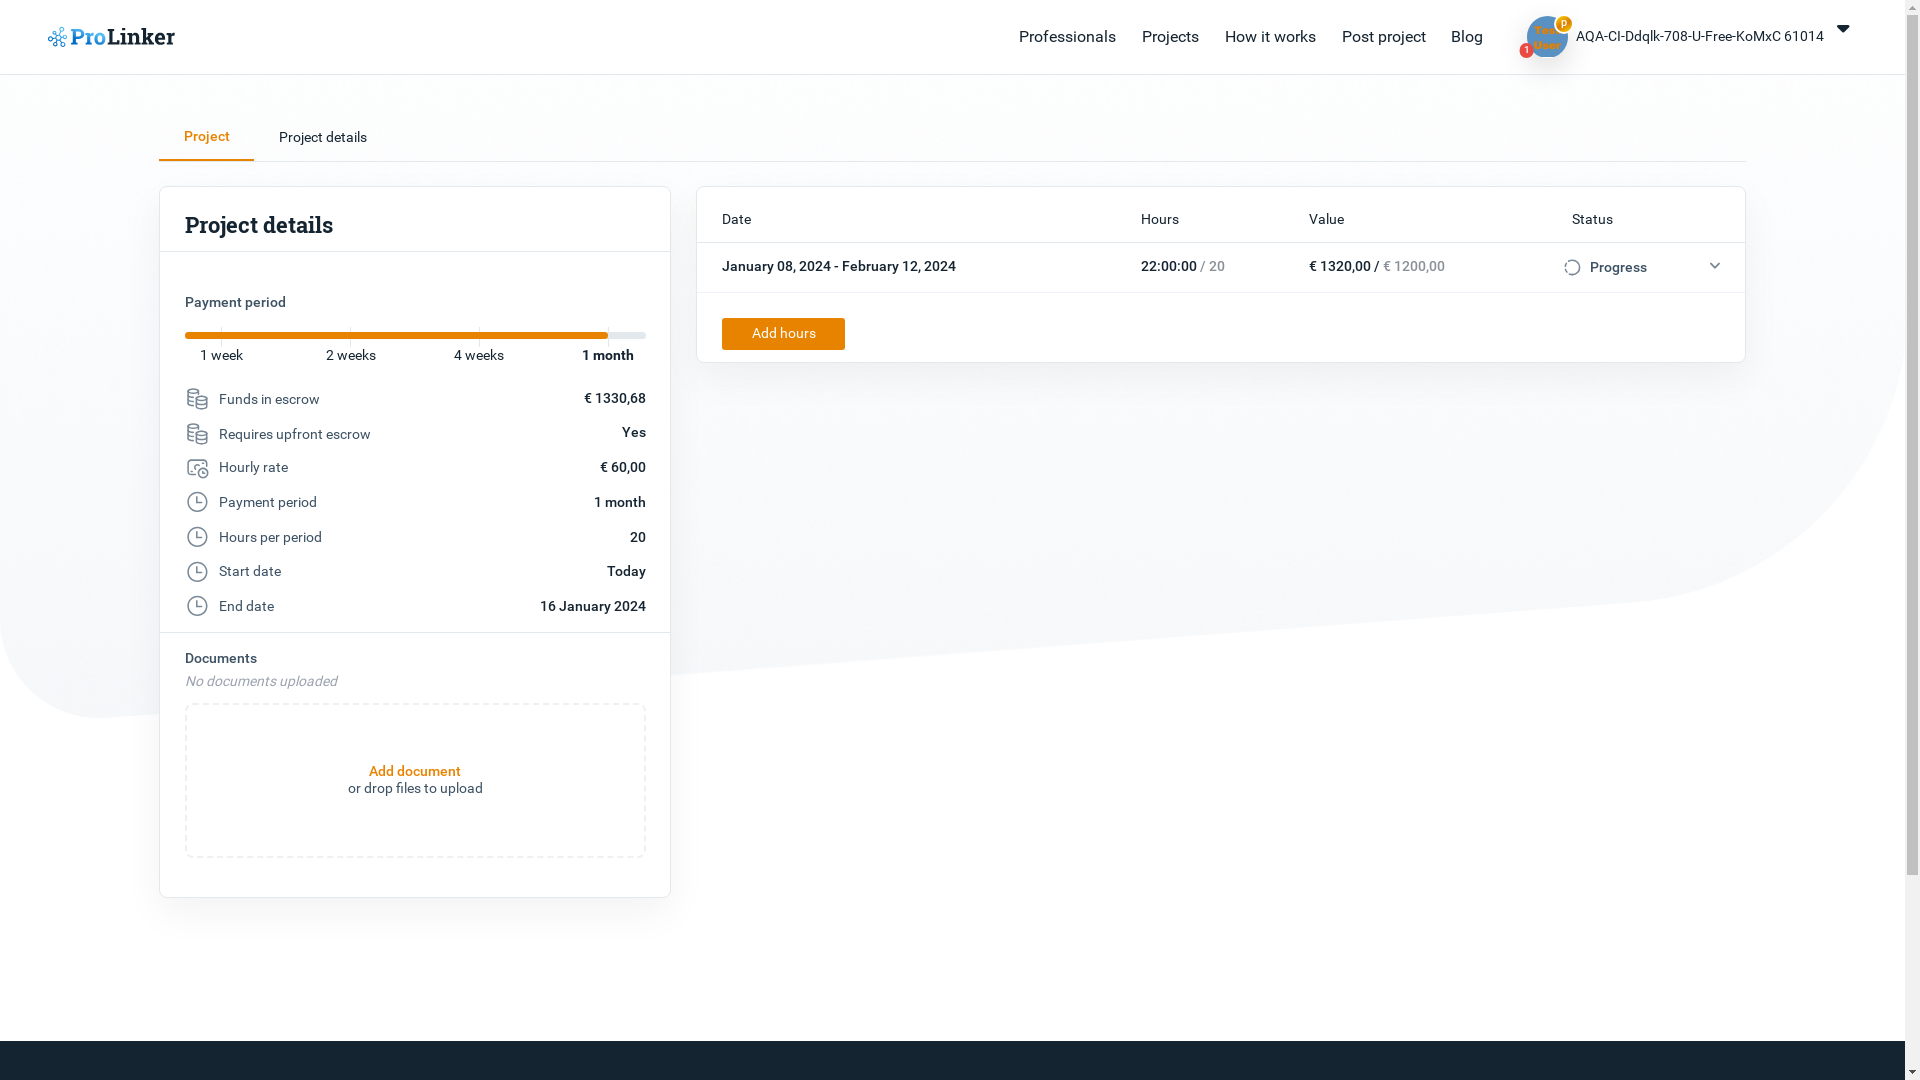 ProLinker
Professionals
Projects
How it works
Post project
Blog
p
1
Test
User
AQA-CI-Ddqlk-708-U-Free-KoMxC 61014
Project
Project details
Project details
Payment period
1 week
2 weeks
4 weeks
1 month
Funds in escrow
€ 1330,68
Requires upfront escrow
Yes
Hourly rate
€ 60,00
Payment period
1 month
Hours per period
20
Start date
Today
End date
16 January 2024
Documents
No documents uploaded
Add document
or drop files to upload
Date
Hours
Value
Status
January 08, 2024 - February 12, 2024
22:00:00 / 20
€ 1320,00 / € 1200,00
Progress
Add hours